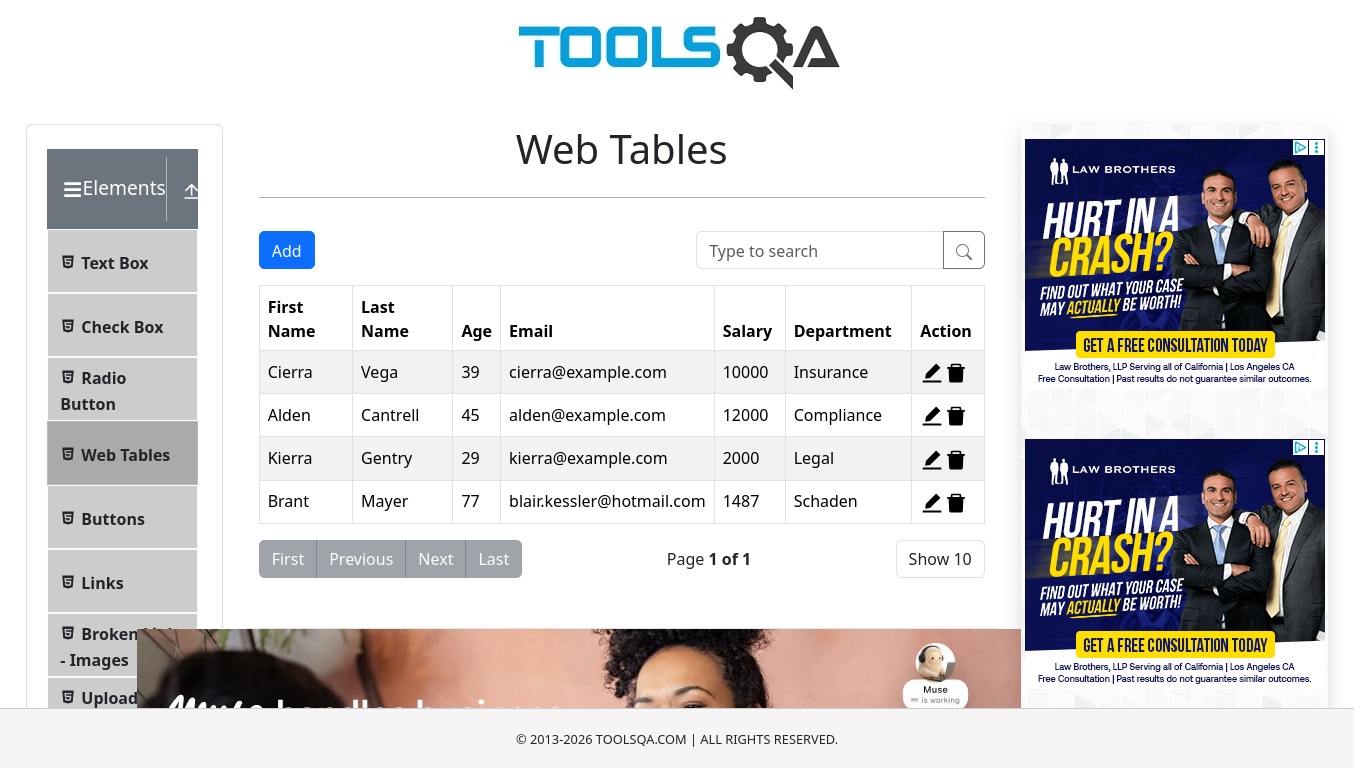 TOOLSQA
Elements
Text Box
Check Box
Radio
Button
Web Tables
Buttons
Links
Broken
- Images
Upload
Web Tables
Add
Type to search
First Name Last Name Age Email Salary Department Action
Cierra Vega 39 cierra@example.com 10000 Insurance
Alden Cantrell 45 alden@example.com 12000 Compliance
Kierra Gentry 29 kierra@example.com 2000 Legal
Brant Mayer 77 blair.kessler@hotmail.com 1487 Schaden
First Previous Next Last
Page 1 of 1
Show 10
LAW BROTHERS
HURT IN A
CRASH?
FIND OUT WHAT YOUR CASE
MAY ACTUALLY BE WORTH!
GET A FREE CONSULTATION TODAY
Law Brothers, LLP Serving all of California | Los Angeles CA
Free Consultation | Past results do not guarantee similar outcomes.
LAW BROTHERS
HURT IN A
CRASH?
FIND OUT WHAT YOUR CASE
MAY ACTUALLY BE WORTH!
GET A FREE CONSULTATION TODAY
Law Brothers, LLP Serving all of California | Los Angeles CA
Free Consultation | Past results do not guarantee similar outcomes.
Muse
is working
Muse handles business
© 2013-2026 TOOLSQA.COM | ALL RIGHTS RESERVED.